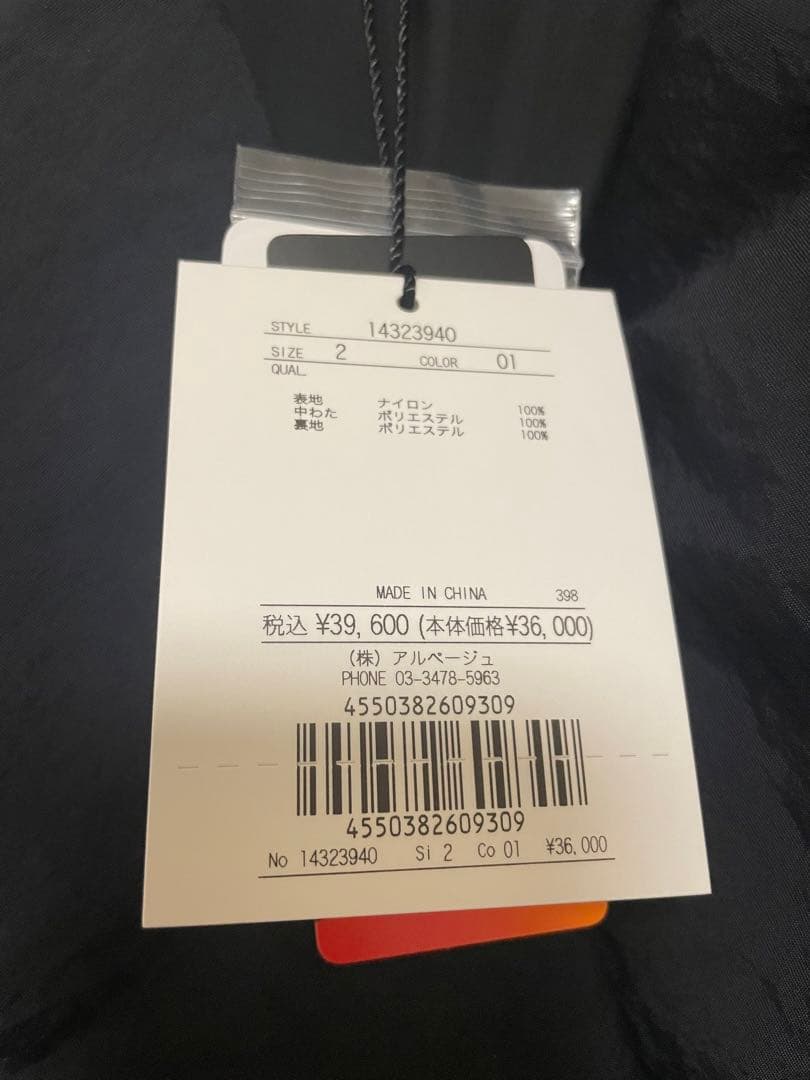 STYLE 14323940
SIZE 2 COLOR 01
QUAL.
表地 ナイロン 100%
中わた ポリエステル 100%
裏地 ポリエステル 100%
MADE IN CHINA 398
税込 ¥39,600 (本体価格¥36,000)
(株) アルページュ
PHONE 03-3478-5963
4550382609309
4550382609309
No 14323940 Si 2 Co 01 ¥36,000